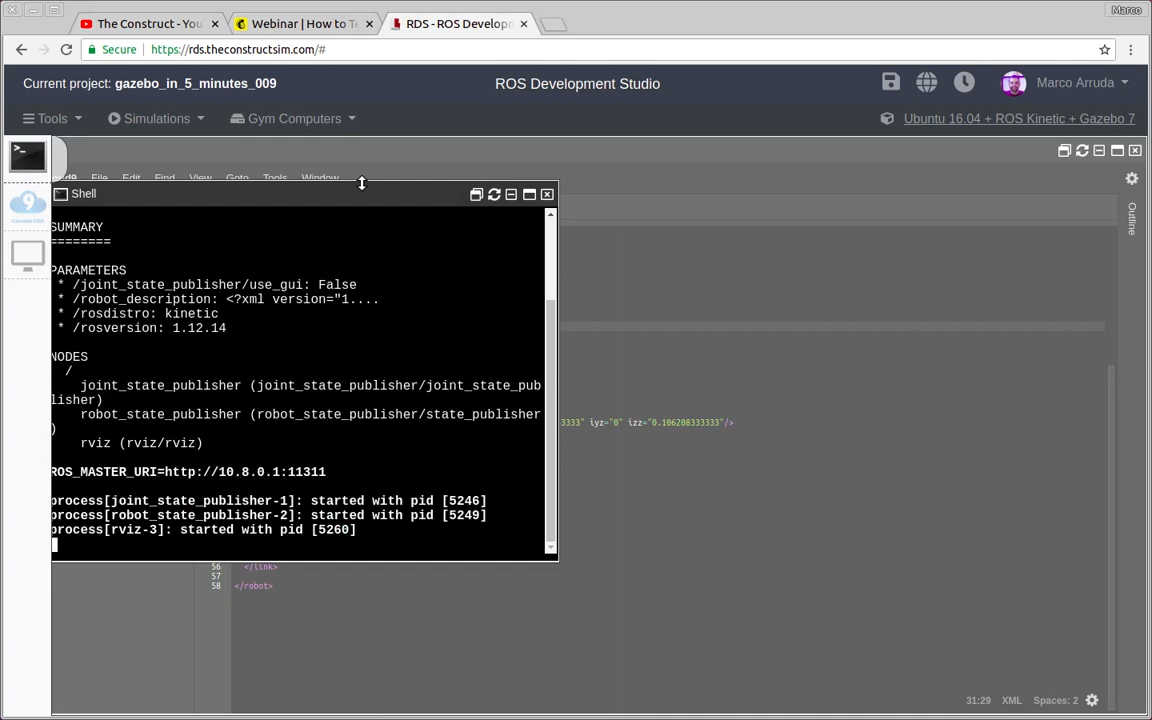 Marco
The Construct - You
Webinar | How to Te
RDS - ROS Developm
Secure
https://rds.theconstructsim.com/#
Current project: gazebo_in_5_minutes_009
ROS Development Studio
Marco Arruda
Tools
Simulations
Gym Computers
Ubuntu 16.04 + ROS Kinetic + Gazebo 7
File Edit Find View Goto Tools Window
Shell
Outline
SUMMARY
========
PARAMETERS
* /joint_state_publisher/use_gui: False
* /robot_description: <?xml version="1....
* /rosdistro: kinetic
* /rosversion: 1.12.14
NODES
/
joint_state_publisher (joint_state_publisher/joint_state_pub
lisher)
robot_state_publisher (robot_state_publisher/state_publisher
)
rviz (rviz/rviz)
ROS_MASTER_URI=http://10.8.0.1:11311
process[joint_state_publisher-1]: started with pid [5246]
process[robot_state_publisher-2]: started with pid [5249]
process[rviz-3]: started with pid [5260]
3333" iyz="0" izz="0.106208333333"/>
56 </link>
57
58 </robot>
31:29 XML Spaces: 2